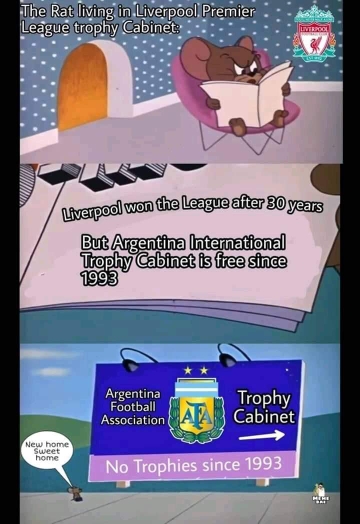 The Rat living in Liverpool Premier
League trophy Cabinet:
LIVERPOOL
Liverpool won the League after 30 years
But Argentina International
Trophy Cabinet is free since
1993
Argentina
Football
Association
AFA
Trophy
Cabinet
No Trophies since 1993
New home
Sweet
home